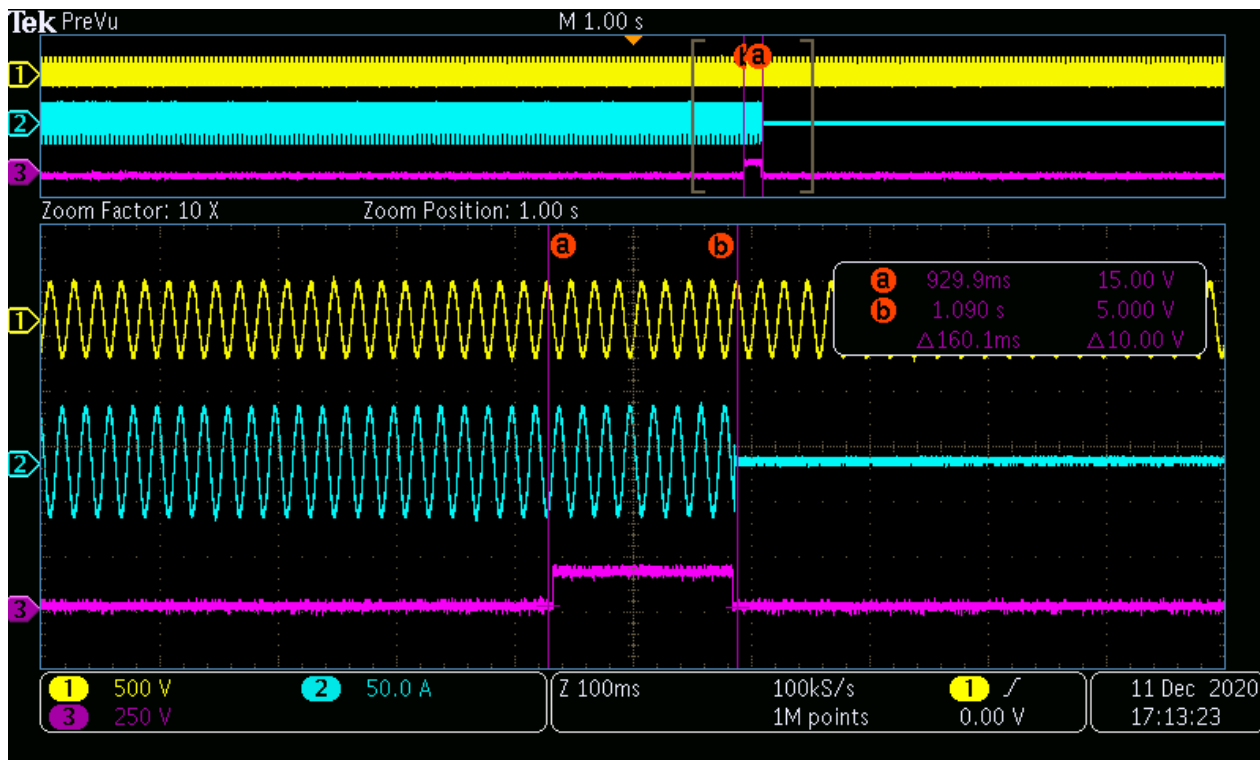 Tek PreVu M 1.00 s
1
a
2
3
Zoom Factor: 10 X Zoom Position: 1.00 s
a b
a 929.9ms 15.00 V
1 b 1.090 s 5.000 V
△160.1ms △10.00 V
2
3
1 500 V 2 50.0 A Z 100ms 100kS/s 1 11 Dec 2020
3 250 V 1M points 0.00 V 17:13:23